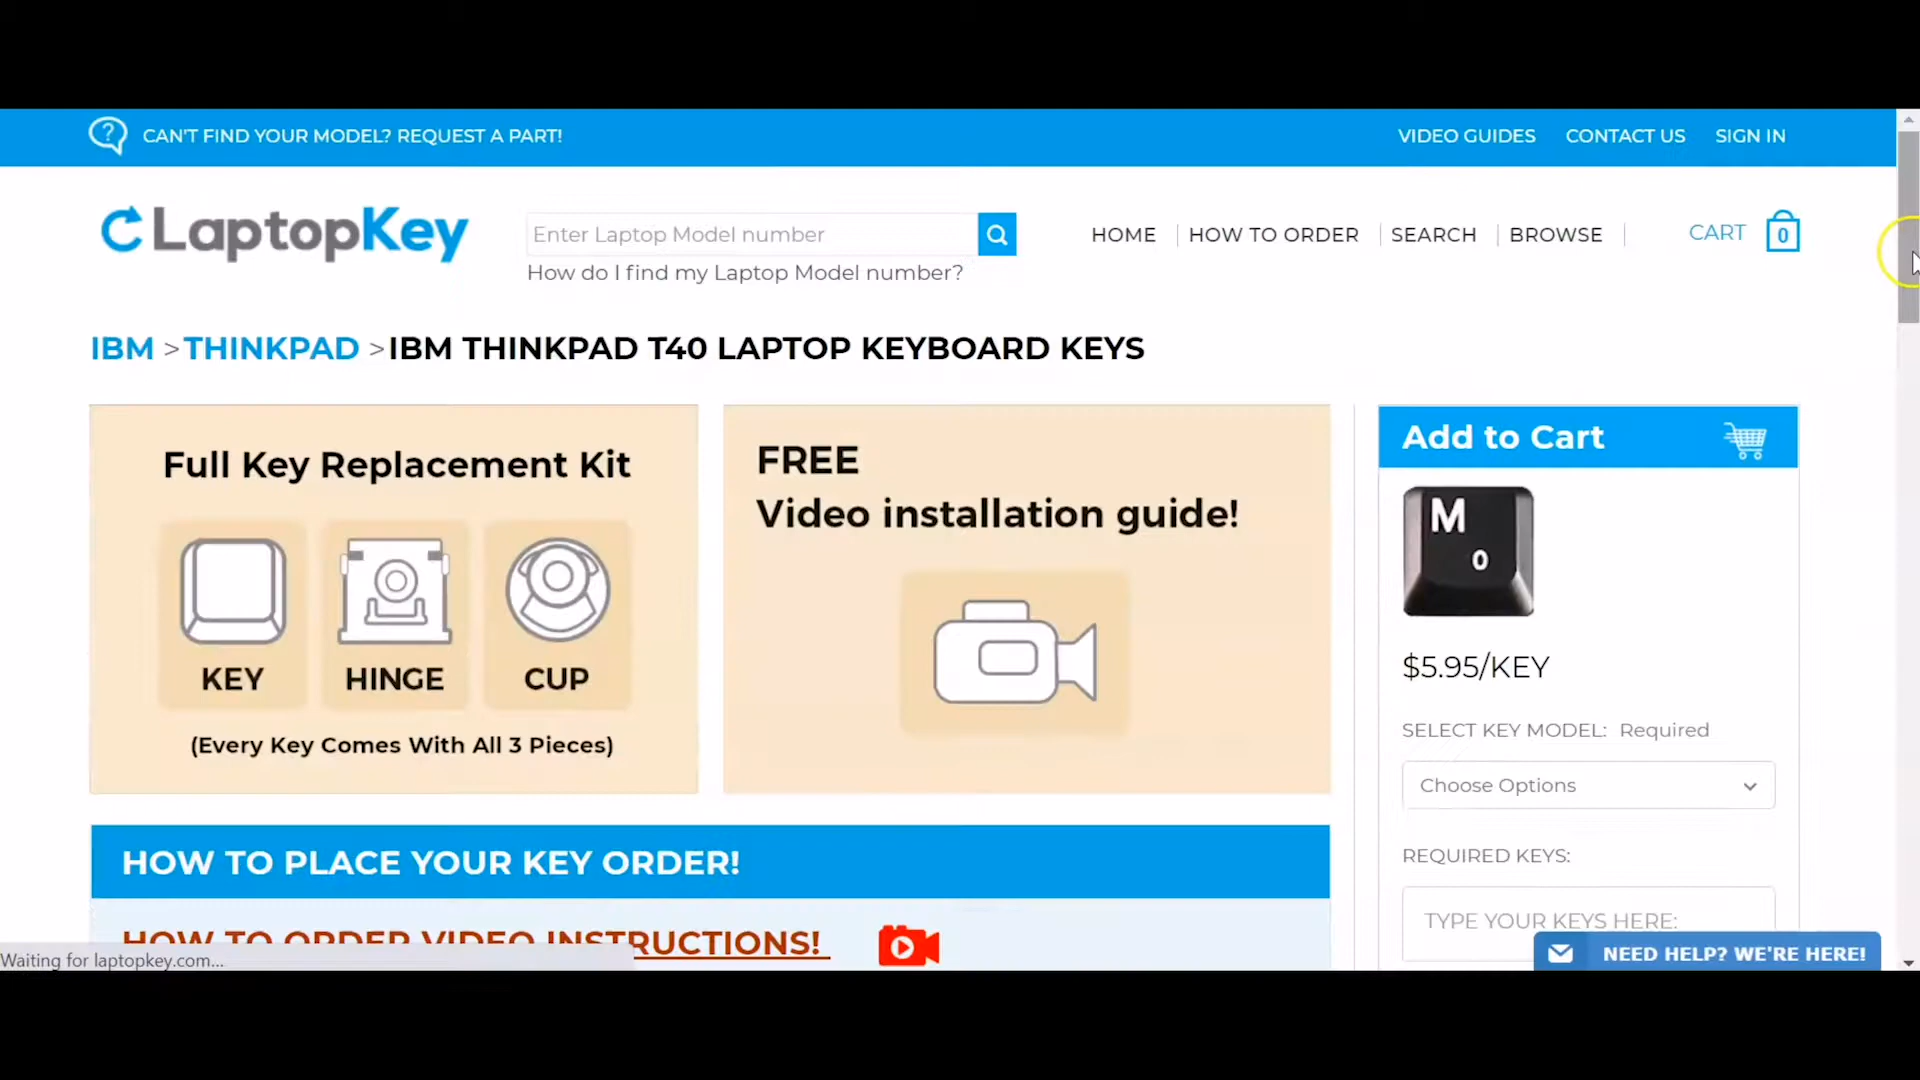 CAN'T FIND YOUR MODEL? REQUEST A PART!
VIDEO GUIDES CONTACT US SIGN IN
LaptopKey
Enter Laptop Model number
How do I find my Laptop Model number?
HOME HOW TO ORDER SEARCH BROWSE
CART 0
IBM > THINKPAD > IBM THINKPAD T40 LAPTOP KEYBOARD KEYS
Full Key Replacement Kit
KEY HINGE CUP
(Every Key Comes With All 3 Pieces)
FREE
Video installation guide!
Add to Cart
M
0
$5.95/KEY
SELECT KEY MODEL: Required
Choose Options
REQUIRED KEYS:
TYPE YOUR KEYS HERE:
HOW TO PLACE YOUR KEY ORDER!
HOW TO ORDER VIDEO INSTRUCTIONS!
Waiting for laptopkey.com...
NEED HELP? WE'RE HERE!